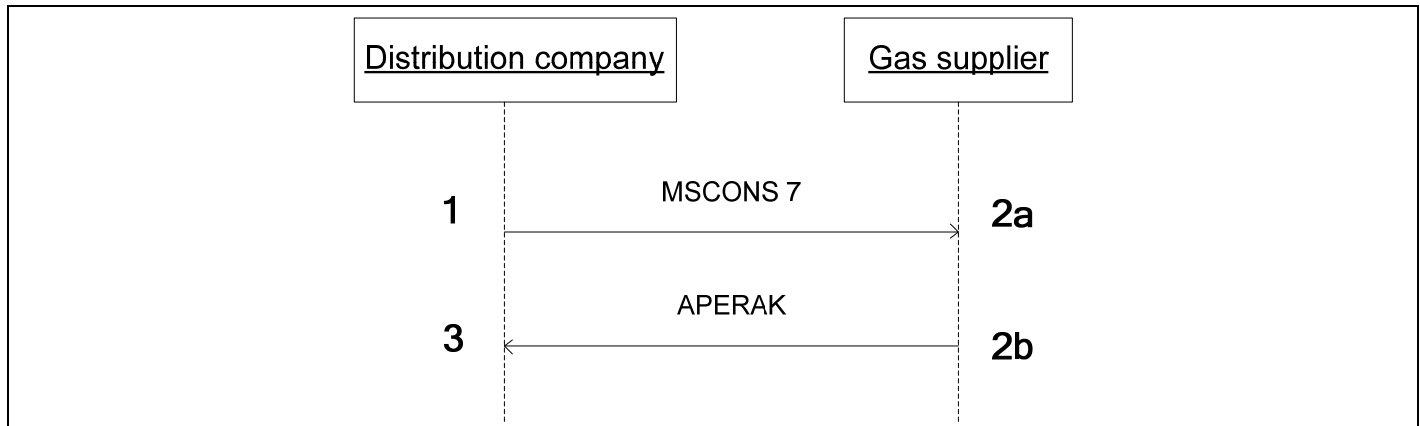 Distribution company
Gas supplier
MSCONS 7
1
2a
APERAK
3
2b